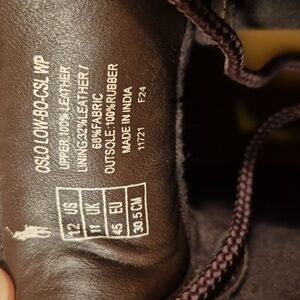 OSLO LOW-BO-CSL WP
UPPER:100% LEATHER
LINING:32%LEATHER /
68%FABRIC
OUTSOLE:100%RUBBER
MADE IN INDIA
11721 F24
12 US
11 UK
45 EU
30.5 CM